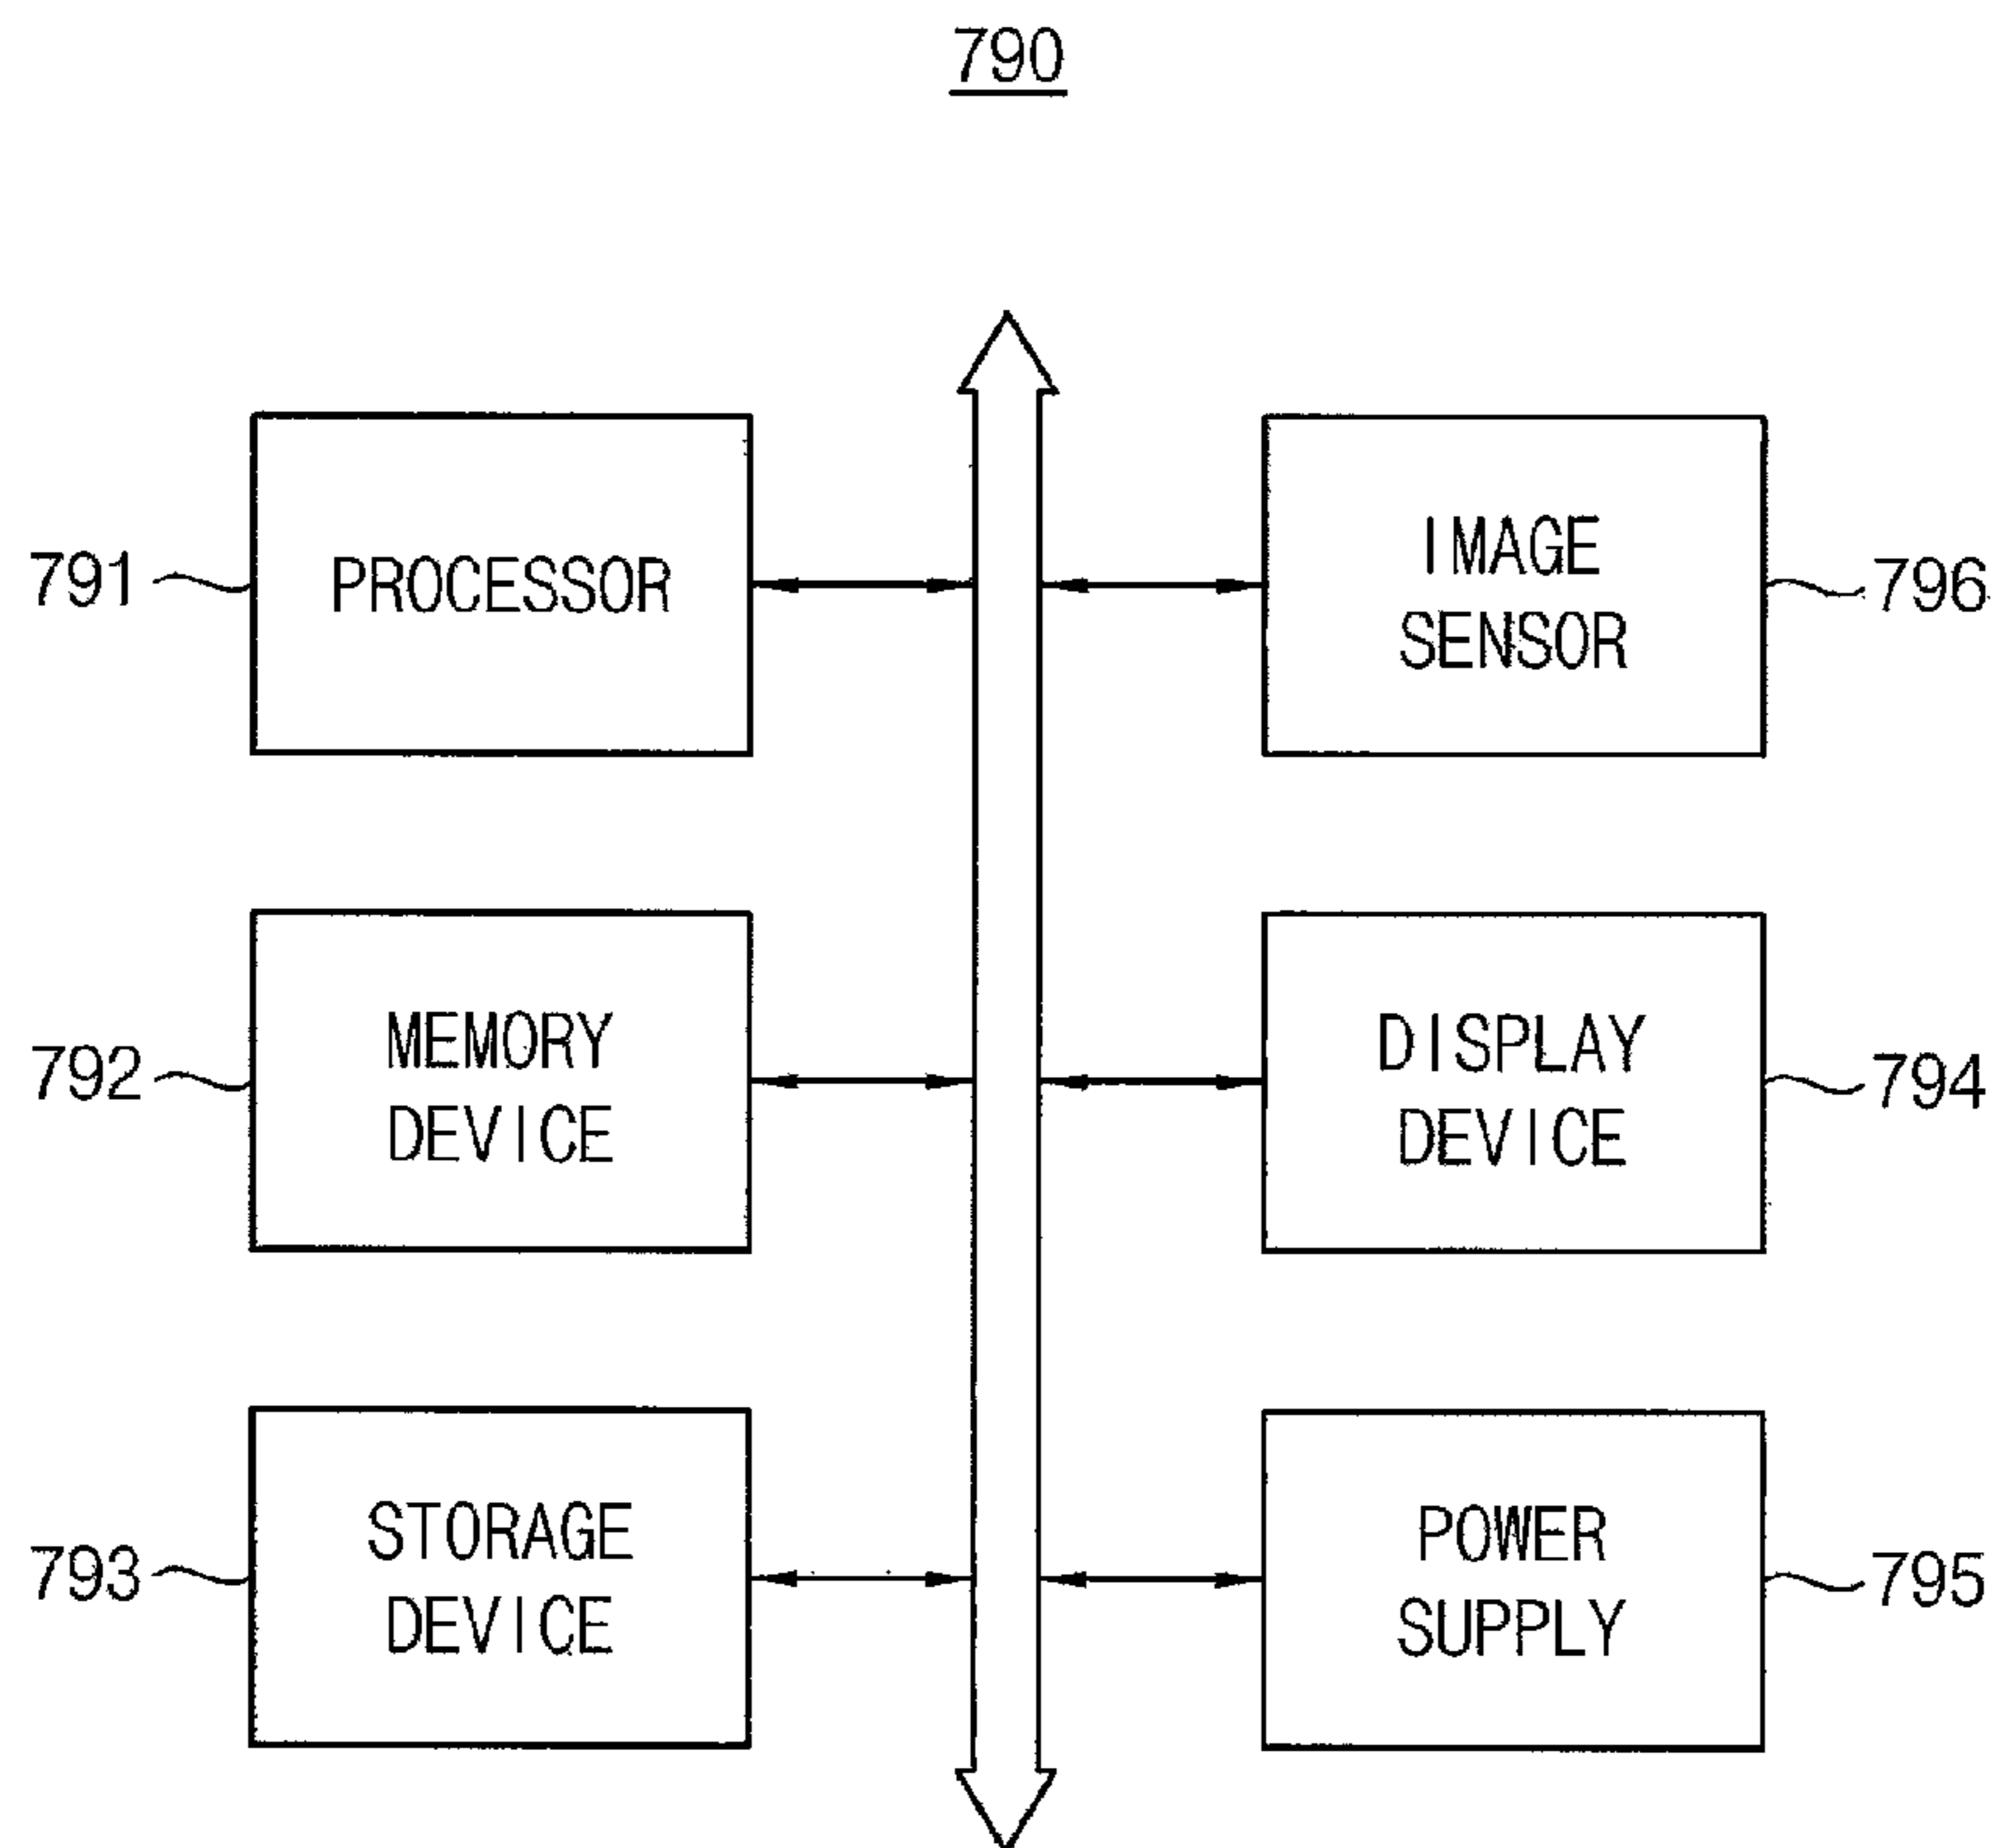 790
791
PROCESSOR
IMAGE
SENSOR
796
792
MEMORY
DEVICE
DISPLAY
DEVICE
794
793
STORAGE
DEVICE
POWER
SUPPLY
795